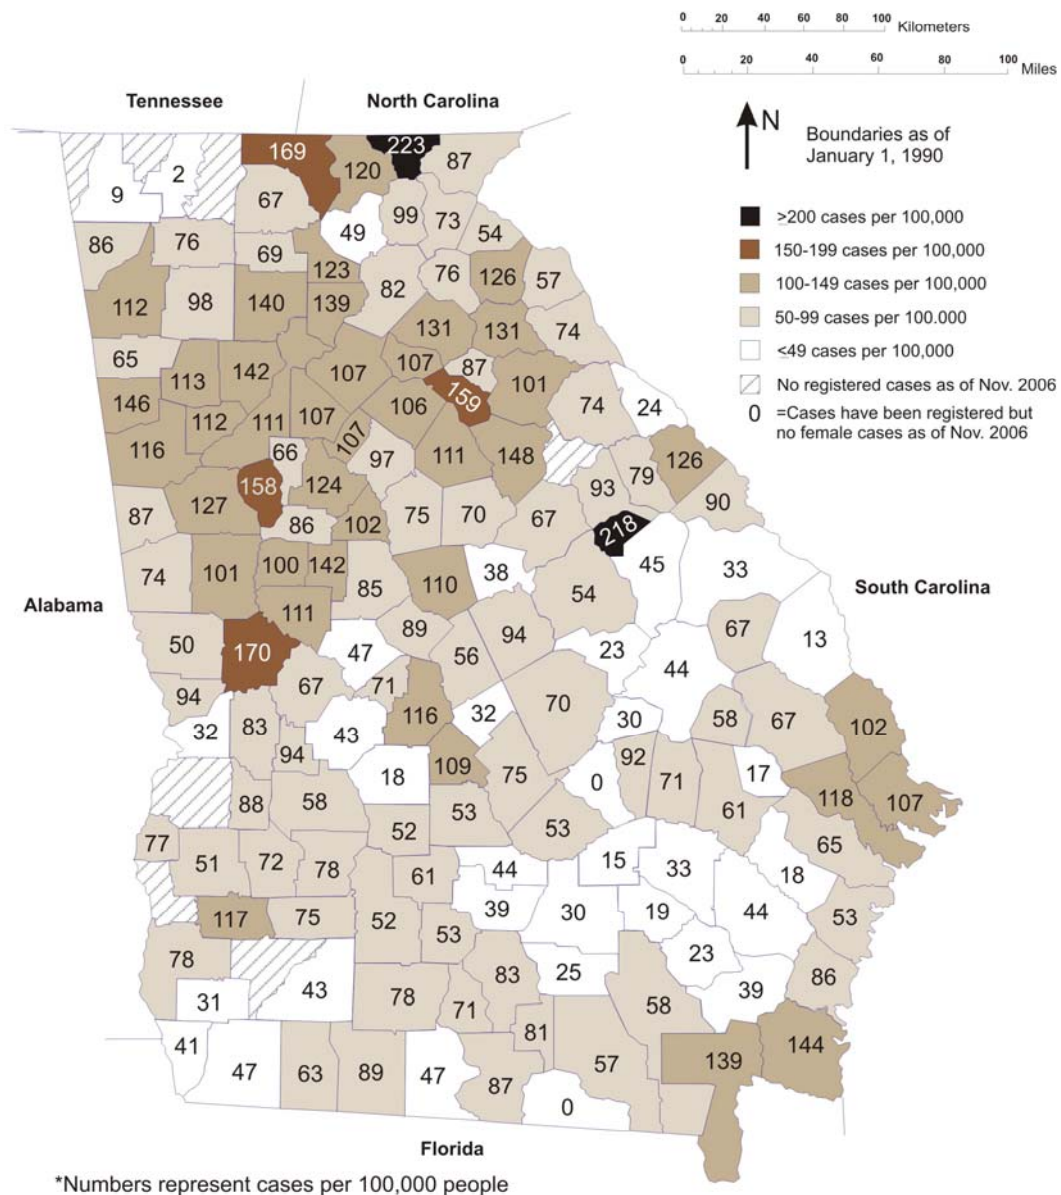 0 20 40 60 80 100 Kilometers
0 20 40 60 80 100 Miles
Tennessee North Carolina
N
Boundaries as of
January 1, 1990
≥200 cases per 100,000
150-199 cases per 100,000
100-149 cases per 100,000
50-99 cases per 100.000
≤49 cases per 100,000
No registered cases as of Nov. 2006
0 =Cases have been registered but
no female cases as of Nov. 2006
169 223 120 87
9 2 67 99 73
49 54
86 76 69 123 82 76 126 57
112 98 140 139 131 131 74
65 113 142 107 107 87 101
146 112 111 107 106 159 74 24
116 66 107 97 111 148 126
158 124 93 79 90
87 127 86 102 75 70 67 218
74 101 100 142 85 110 38 54 45 33
Alabama South Carolina
111 89 94 67 13
50 170 47 56 23 44
94 67 71 70
32 83 43 116 32 30 58 67 102
94 18 109 75 0 92 71 17 118 107
88 58 53 61
77 51 72 78 52 53 65
61 44 15 33 18
117 75 52 53 39 30 19 44 53
78 43 78 83 25 23 86
31 71 58 39
41 47 63 89 47 87 81 57 139 144
0
Florida
*Numbers represent cases per 100,000 people